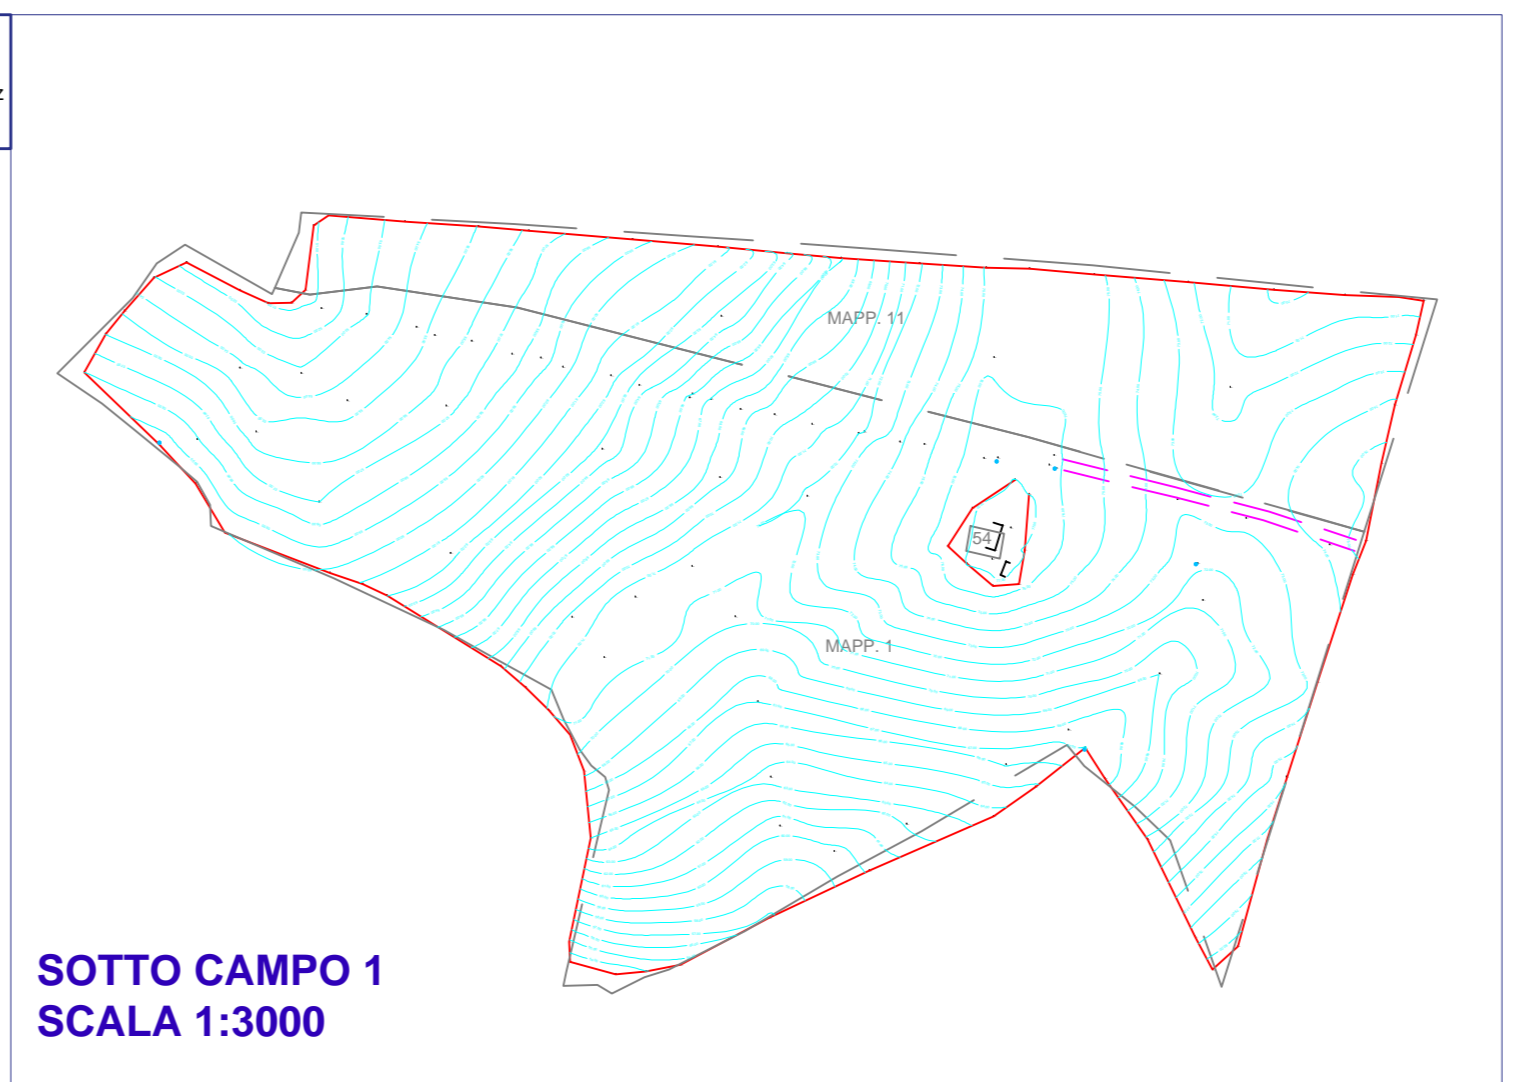 z
MAPP. 11
54
MAPP. 1
SOTTO CAMPO 1
SCALA 1:3000